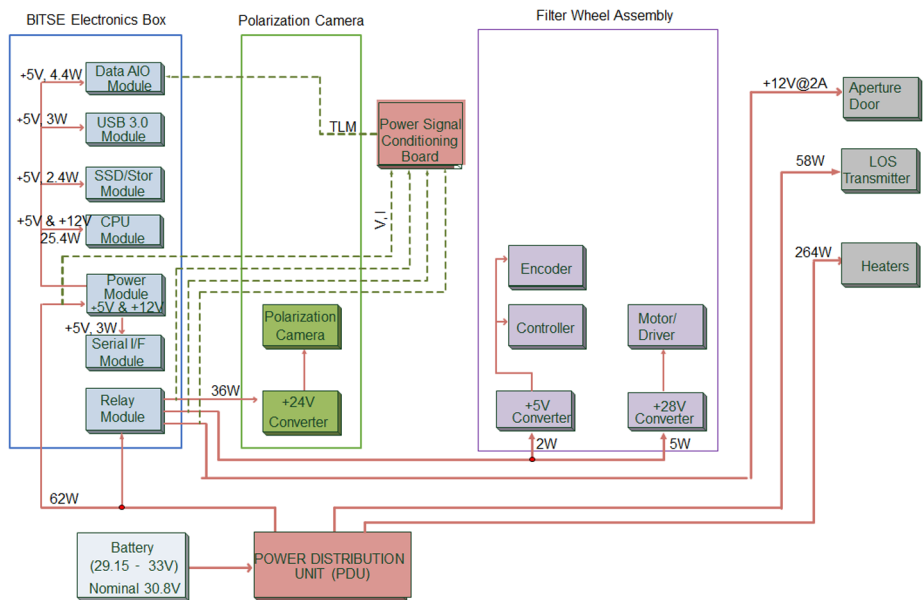 BITSE Electronics Box
Polarization Camera
Filter Wheel Assembly
+5V, 4.4W
Data AIO
Module
+5V, 3W
USB 3.0
Module
+5V, 2.4W
SSD/Stor
Module
+5V & +12V
25.4W
CPU
Module
Power
Module
+5V & +12V
+5V, 3W
Serial I/F
Module
Relay
Module
62W
TLM
Power Signal
Conditioning
Board
V, I
Polarization
Camera
36W
+24V
Converter
Encoder
Controller
Motor/
Driver
+5V
Converter
+28V
Converter
2W
5W
+12V@2A
Aperture
Door
58W
LOS
Transmitter
264W
Heaters
Battery
(29.15 - 33V)
Nominal 30.8V
POWER DISTRIBUTION
UNIT (PDU)